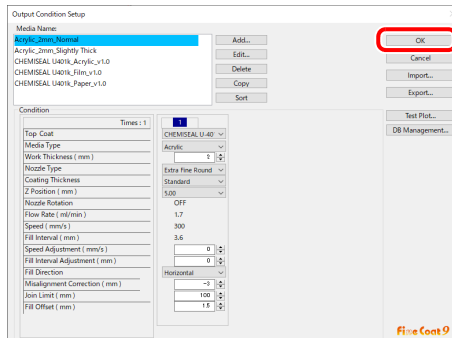 Output Condition Setup
Media Name:
Acrylic_2mm_Normal
Acrylic_2mm_Slightly Thick
CHEMISEAL U401k_Acrylic_v1.0
CHEMISEAL U401k_Film_v1.0
CHEMISEAL U401k_Paper_v1.0
Add...
Edit...
Delete
Copy
Sort
OK
Cancel
Import...
Export...
Test Plot...
DB Management...
Condition
Times : 1 1
Top Coat CHEMISEAL U-40
Media Type Acrylic
Work Thickness ( mm ) 2
Nozzle Type Extra Fine Round
Coating Thickness Standard
Z Position ( mm ) 5.00
Nozzle Rotation OFF
Flow Rate ( ml/min ) 1.7
Speed ( mm/s ) 300
Fill Interval ( mm ) 3.6
Speed Adjustment ( mm/s ) 0
Fill Interval Adjustment ( mm ) 0
Fill Direction Horizontal
Misalignment Correction ( mm ) -3
Join Limit ( mm ) 100
Fill Offset ( mm ) 1.5
Fine Coat 9